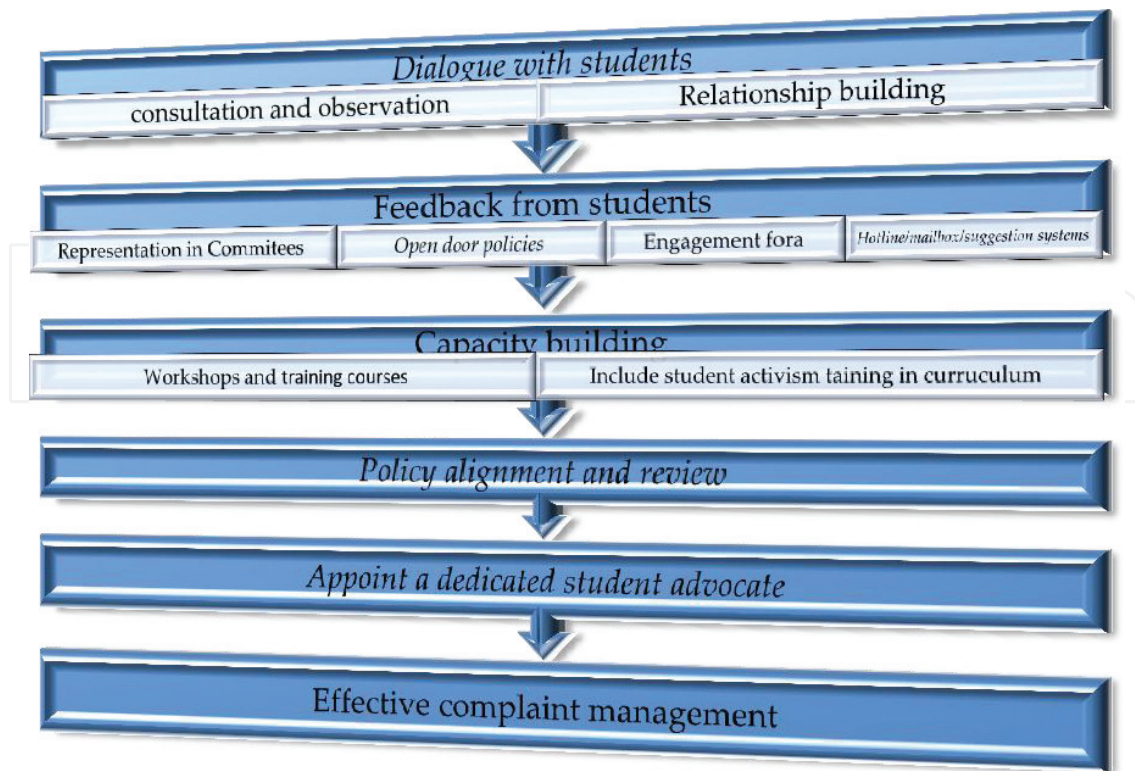 Dialogue with students
consultation and observation
Relationship building
Feedback from students
Representation in Commitees
Open door policies
Engagement fora
Hotline/mailbox/suggestion systems
Capacity building
Workshops and training courses
Include student activism taining in curruculum
Policy alignment and review
Appoint a dedicated student advocate
Effective complaint management